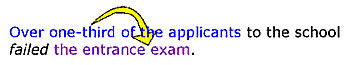 Over one-third of the applicants to the school
failed the entrance exam.